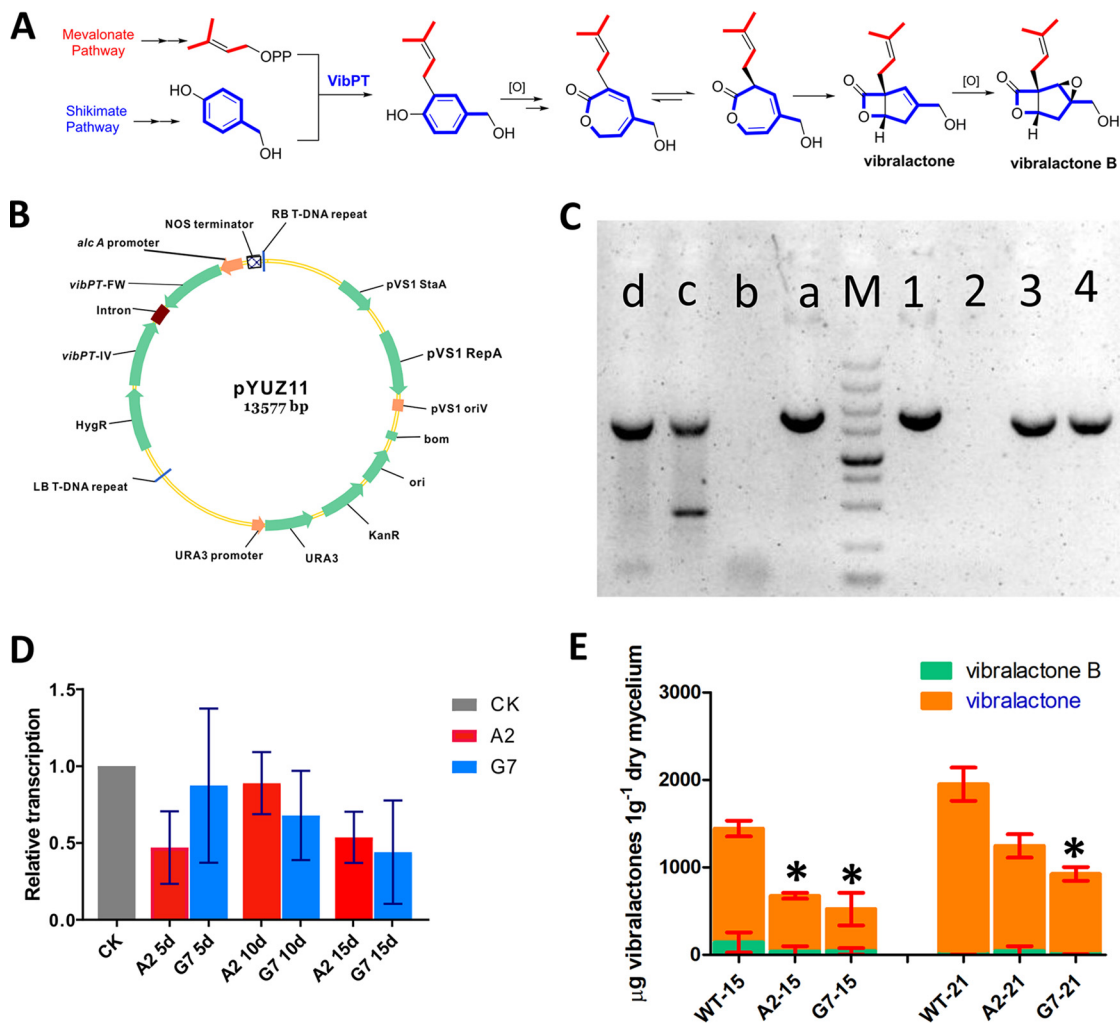 A
Mevalonate
Pathway
OPP
Shikimate
Pathway
HO
OH
VibPT
HO
OH
[O]
O
O
OH
O
O
OH
O
O
H
OH
vibralactone
[O]
O
O
O
H
OH
vibralactone B
B
NOS terminator
RB T-DNA repeat
alc A promoter
vibPT-FW
Intron
vibPT-IV
HygR
LB T-DNA repeat
URA3 promoter
URA3
KanR
ori
bom
pVS1 oriV
pVS1 RepA
pVS1 StaA
pYUZ11
13577 bp
C
d c b a M 1 2 3 4
D
Relative transcription
1.5
1.0
0.5
0.0
CK
A2 5d
G7 5d
A2 10d
G7 10d
A2 15d
G7 15d
CK
A2
G7
E
µg vibralactones 1g-1 dry mycelium
3000
2000
1000
0
vibralactone B
vibralactone
* * *
WT-15
A2-15
G7-15
WT-21
A2-21
G7-21